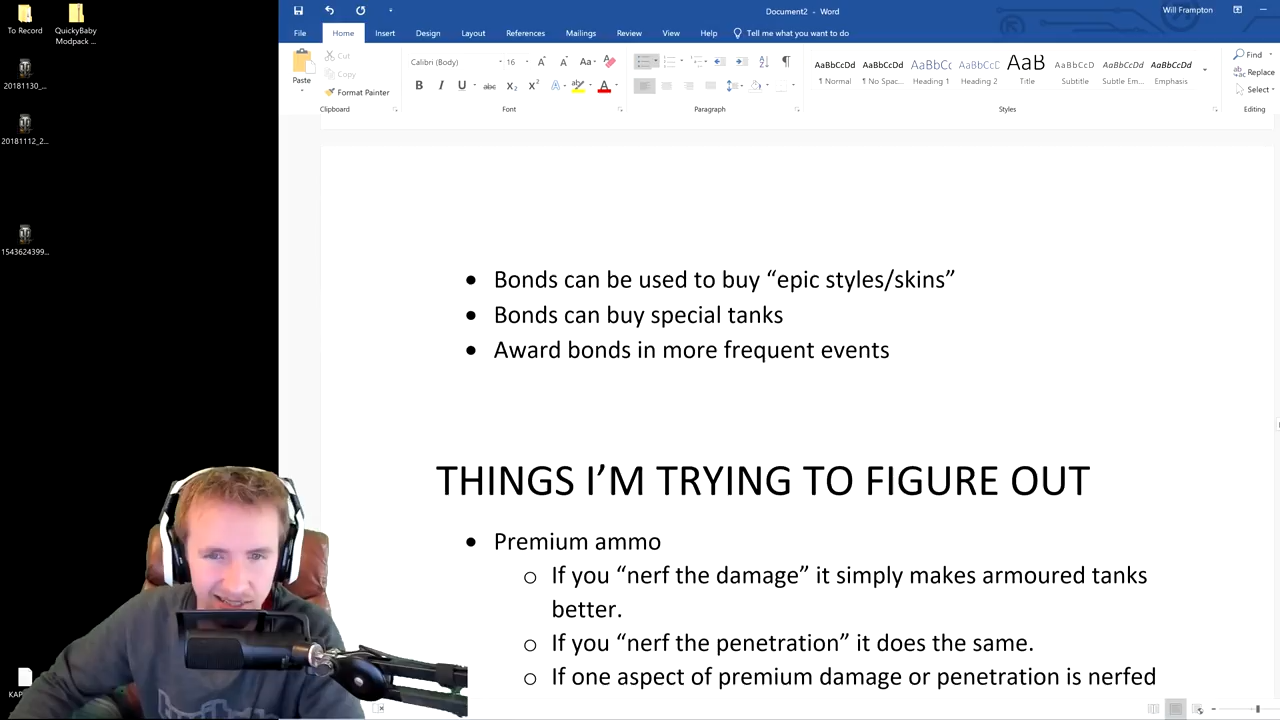 Document2 - Word
Will Frampton
File Home Insert Design Layout References Mailings Review View Help Tell me what you want to do
To Record
QuickyBaby
Modpack ...
20181130_...
20181112_2...
1543624399...
Paste
Cut
Copy
Format Painter
Clipboard
Calibri (Body) 16
Font
Paragraph
AaBbCcDd AaBbCcDd AaBbCc AaBbCcD AaB AaBbCcD AaBbCcDd AaBbCcDd
¶ Normal ¶ No Spac... Heading 1 Heading 2 Title Subtitle Subtle Em... Emphasis
Styles
Find
Replace
Select
Editing
• Bonds can be used to buy “epic styles/skins”
• Bonds can buy special tanks
• Award bonds in more frequent events
THINGS I’M TRYING TO FIGURE OUT
• Premium ammo
o If you “nerf the damage” it simply makes armoured tanks
better.
o If you “nerf the penetration” it does the same.
o If one aspect of premium damage or penetration is nerfed